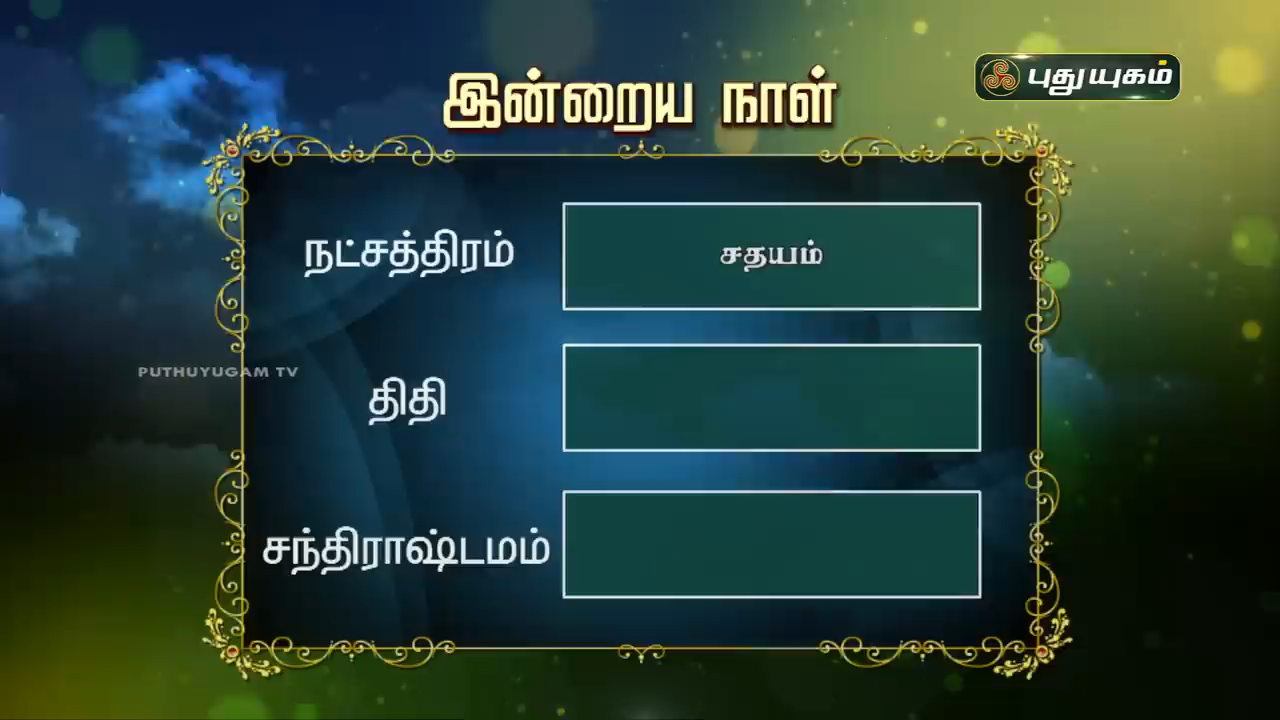 புதுயுகம்
இன்றைய நாள்
நட்சத்திரம் சதயம்
PUTHUYUGAM TV
திதி
சந்திராஷ்டமம்